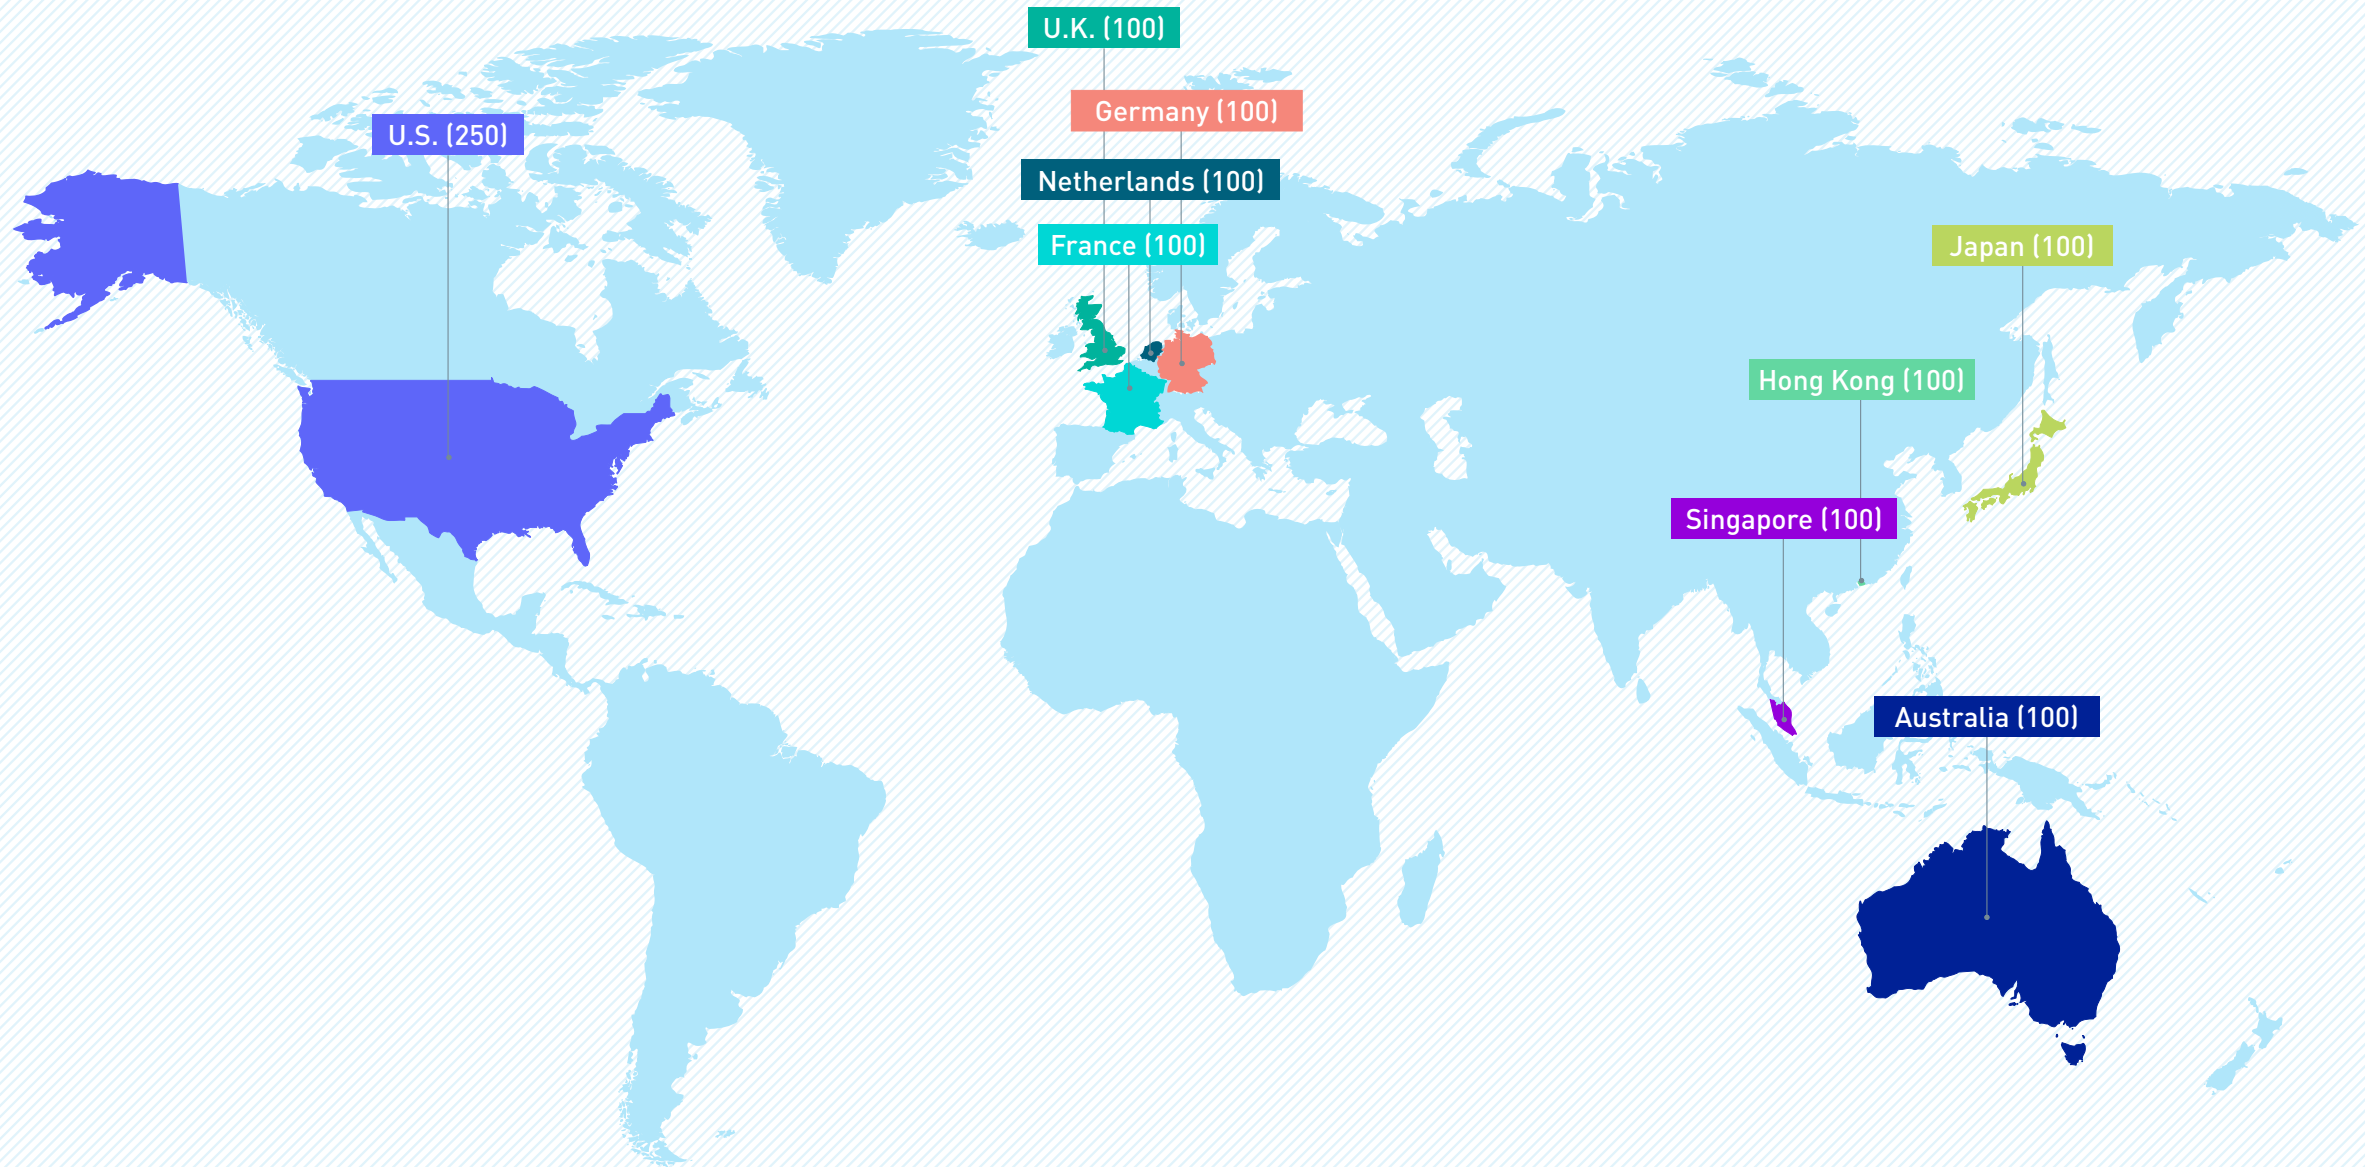 U.K. (100)
Germany (100)
U.S. (250)
Netherlands (100)
France (100)
Japan (100)
Hong Kong (100)
Singapore (100)
Australia (100)